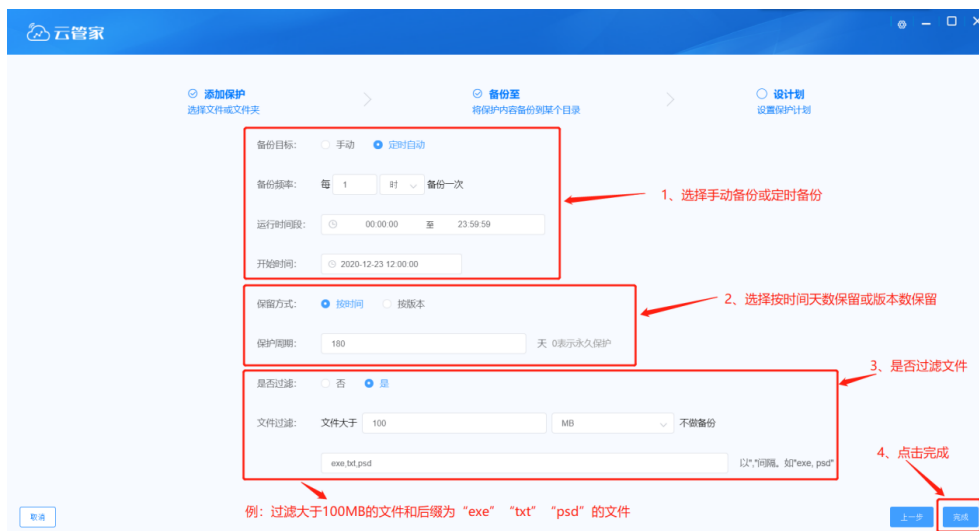 云管家
添加保护
选择文件或文件夹
备份至
将保护内容备份到某个目录
设计划
设置保护计划
备份目标: 手动 定时自动
备份频率: 每 1 时 备份一次
1、选择手动备份或定时备份
运行时间段: 00:00:00 至 23:59:59
开始时间: 2020-12-23 12:00:00
保留方式: 按时间 按版本
2、选择按时间天数保留或版本数保留
保护周期: 180 天 0表示永久保护
3、是否过滤文件
是否过滤: 否 是
文件过滤: 文件大于 100 MB 不做备份
4、点击完成
exe,txt,psd 以","间隔。如"exe, psd"
例：过滤大于100MB的文件和后缀为“exe”“txt”“psd”的文件
取消 上一步 完成